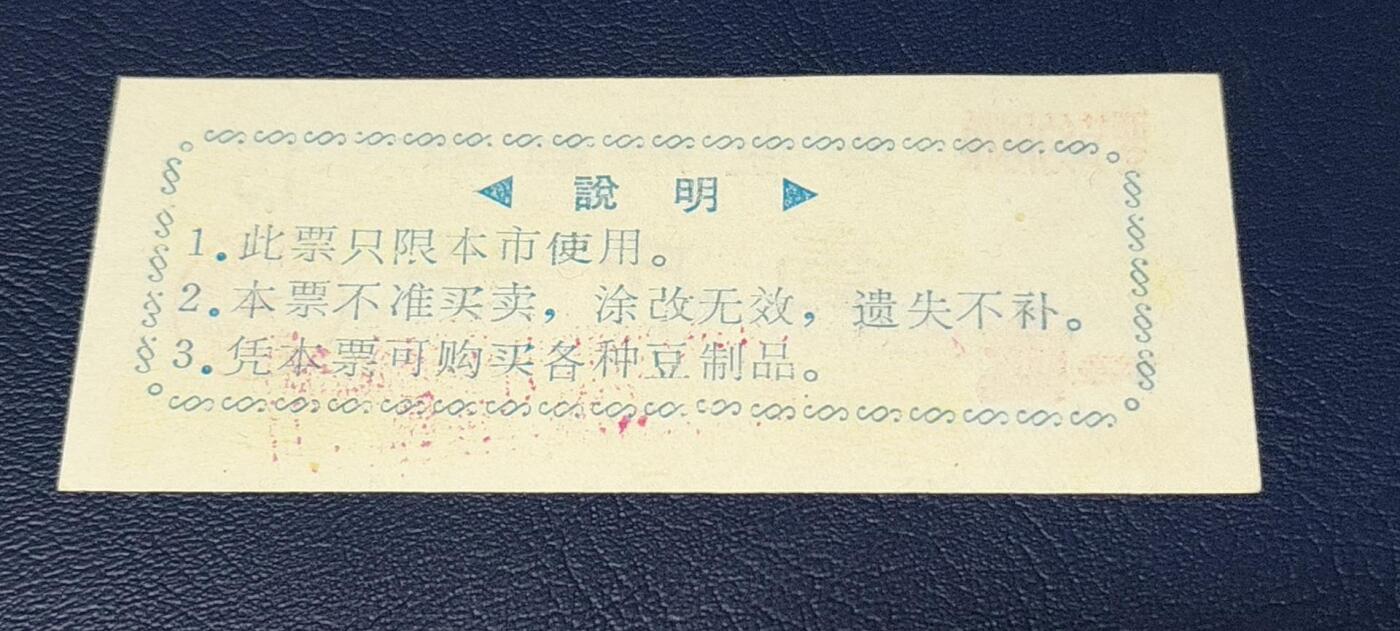 說 明
1.此票只限本市使用。
2.本票不准买卖，涂改无效，遗失不补。
3.凭本票可购买各种豆制品。